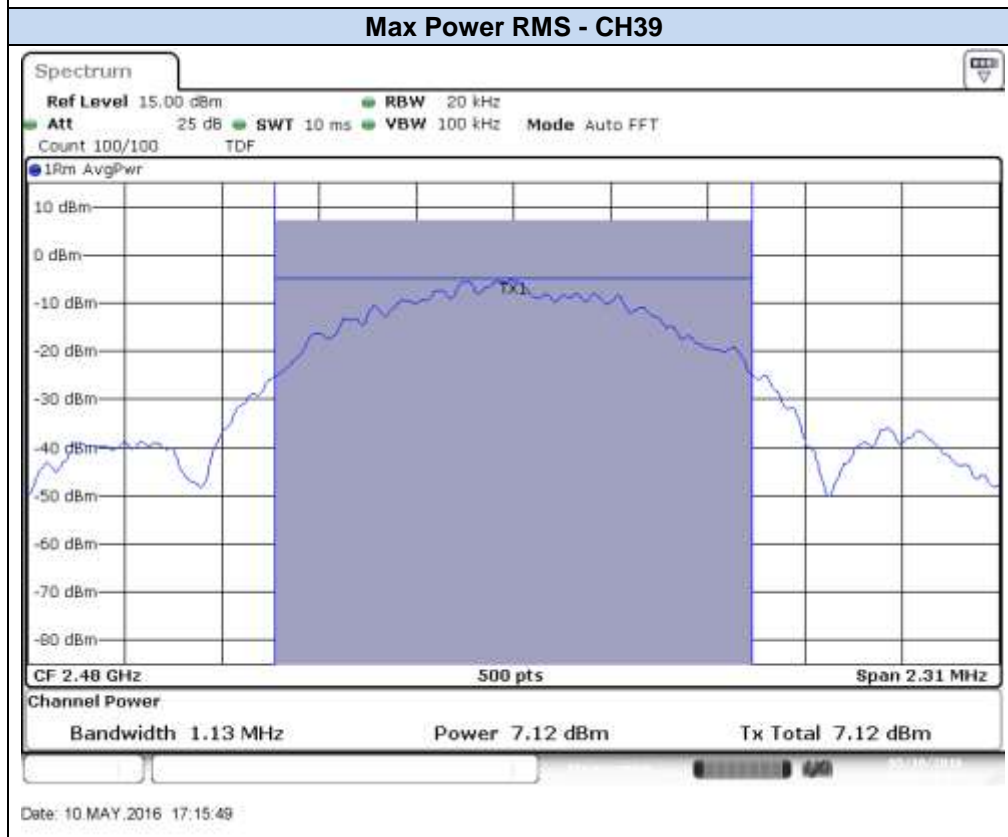 Max Power RMS - CH39
Spectrum
Ref Level 15.00 dBm RBW 20 kHz
Att 25 dB SWT 10 ms VBW 100 kHz Mode Auto FFT
Count 100/100 TDF
1Rm AvgPwr
10 dBm
0 dBm
-10 dBm
Tx1
-20 dBm
-30 dBm
-40 dBm
-50 dBm
-60 dBm
-70 dBm
-80 dBm
CF 2.48 GHz 500 pts Span 2.31 MHz
Channel Power
Bandwidth 1.13 MHz Power 7.12 dBm Tx Total 7.12 dBm
Date: 10.MAY.2016 17:15:49